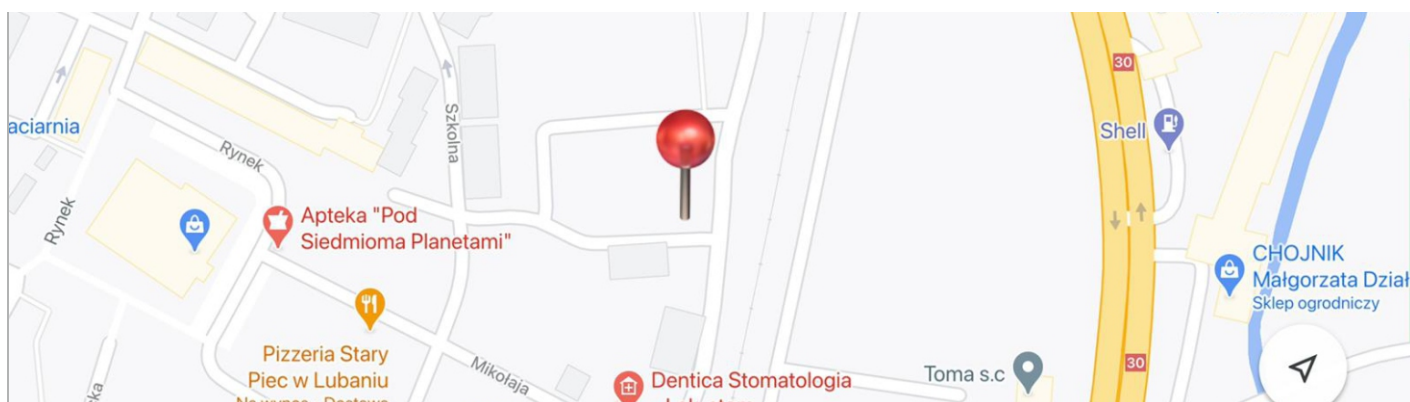 30
aciarnia
Szkolna
Shell
Rynek
Apteka "Pod
Siedmioma Planetami"
Rynek
CHOJNIK
Małgorzata Dział
Sklep ogrodniczy
Pizzeria Stary
Piec w Lubaniu
Mikołaja
Dentica Stomatologia
Toma s.c
30